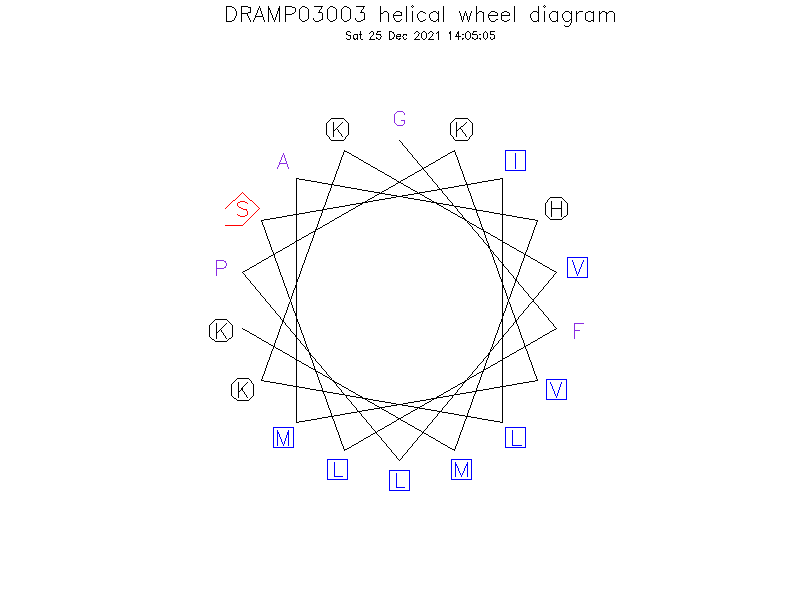 DRAMP03003 helical wheel diagram
Sat 25 Dec 2021 14:05:05
G
K K
A I
S H
P V
K F
K V
M L
L M
L